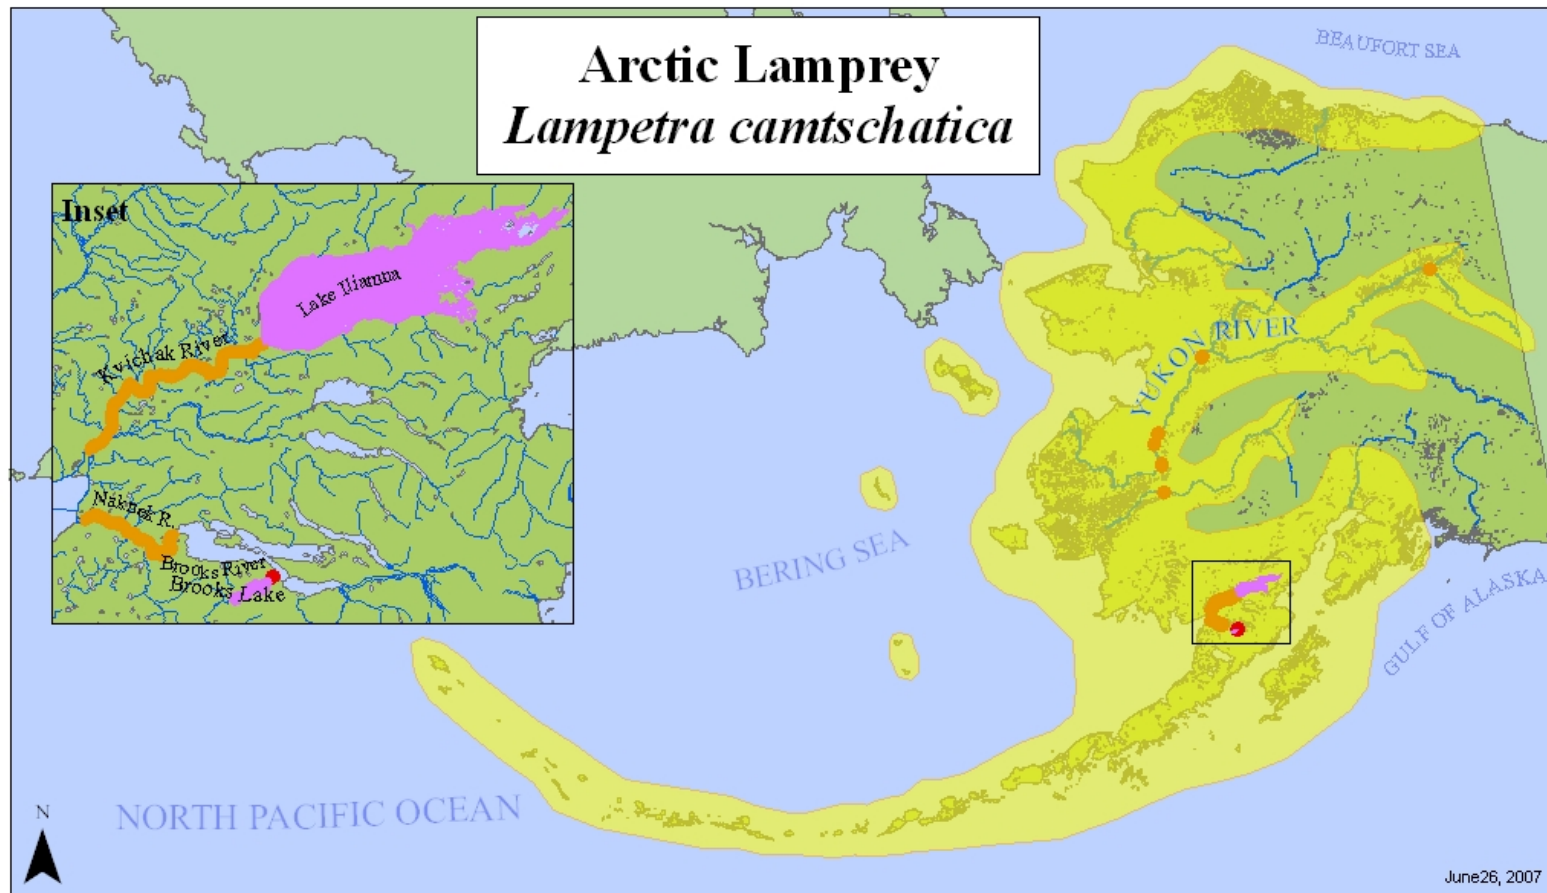 Arctic Lamprey
Lampetra camtschatica
BEAUFORT SEA
Inset
Lake Iliamna
Kvichak River
Naknek R.
Brooks River
Brooks Lake
YUKON RIVER
BERING SEA
GULF OF ALASKA
NORTH PACIFIC OCEAN
N
June26, 2007